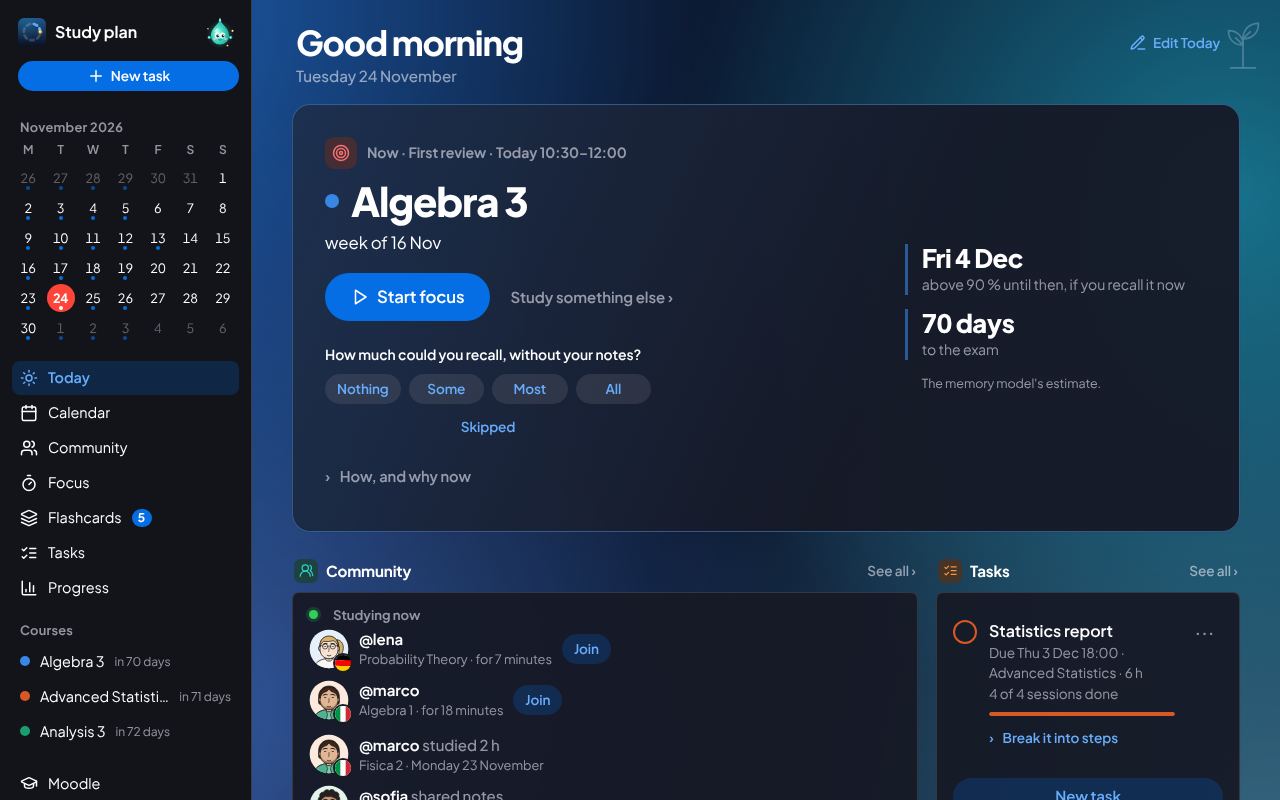 Study plan
New task
November 2026
M T W T F S S
26 27 28 29 30 31 1
2 3 4 5 6 7 8
9 10 11 12 13 14 15
16 17 18 19 20 21 22
23 24 25 26 27 28 29
30 1 2 3 4 5 6
Today
Calendar
Community
Focus
Flashcards 5
Tasks
Progress
Courses
Algebra 3 in 70 days
Advanced Statisti... in 71 days
Analysis 3 in 72 days
Moodle
Good morning
Tuesday 24 November
Edit Today
Now · First review · Today 10:30–12:00
Algebra 3
week of 16 Nov
Start focus
Study something else ›
How much could you recall, without your notes?
Nothing Some Most All
Skipped
› How, and why now
Fri 4 Dec
above 90 % until then, if you recall it now
70 days
to the exam
The memory model's estimate.
Community See all ›
Studying now
@lena
Probability Theory · for 7 minutes
Join
@marco
Algebra 1 · for 18 minutes
Join
@marco studied 2 h
Fisica 2 · Monday 23 November
@sofia shared notes
Tasks See all ›
Statistics report ...
Due Thu 3 Dec 18:00 ·
Advanced Statistics · 6 h
4 of 4 sessions done
› Break it into steps
New task